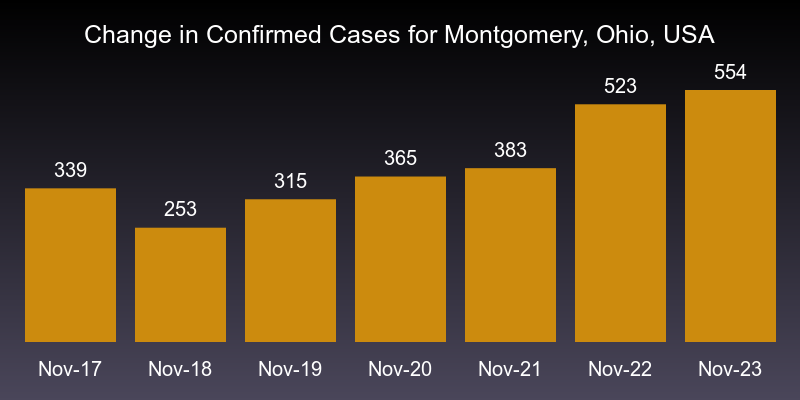 Change in Confirmed Cases for Montgomery, Ohio, USA
339
253
315
365
383
523
554
Nov-17
Nov-18
Nov-19
Nov-20
Nov-21
Nov-22
Nov-23